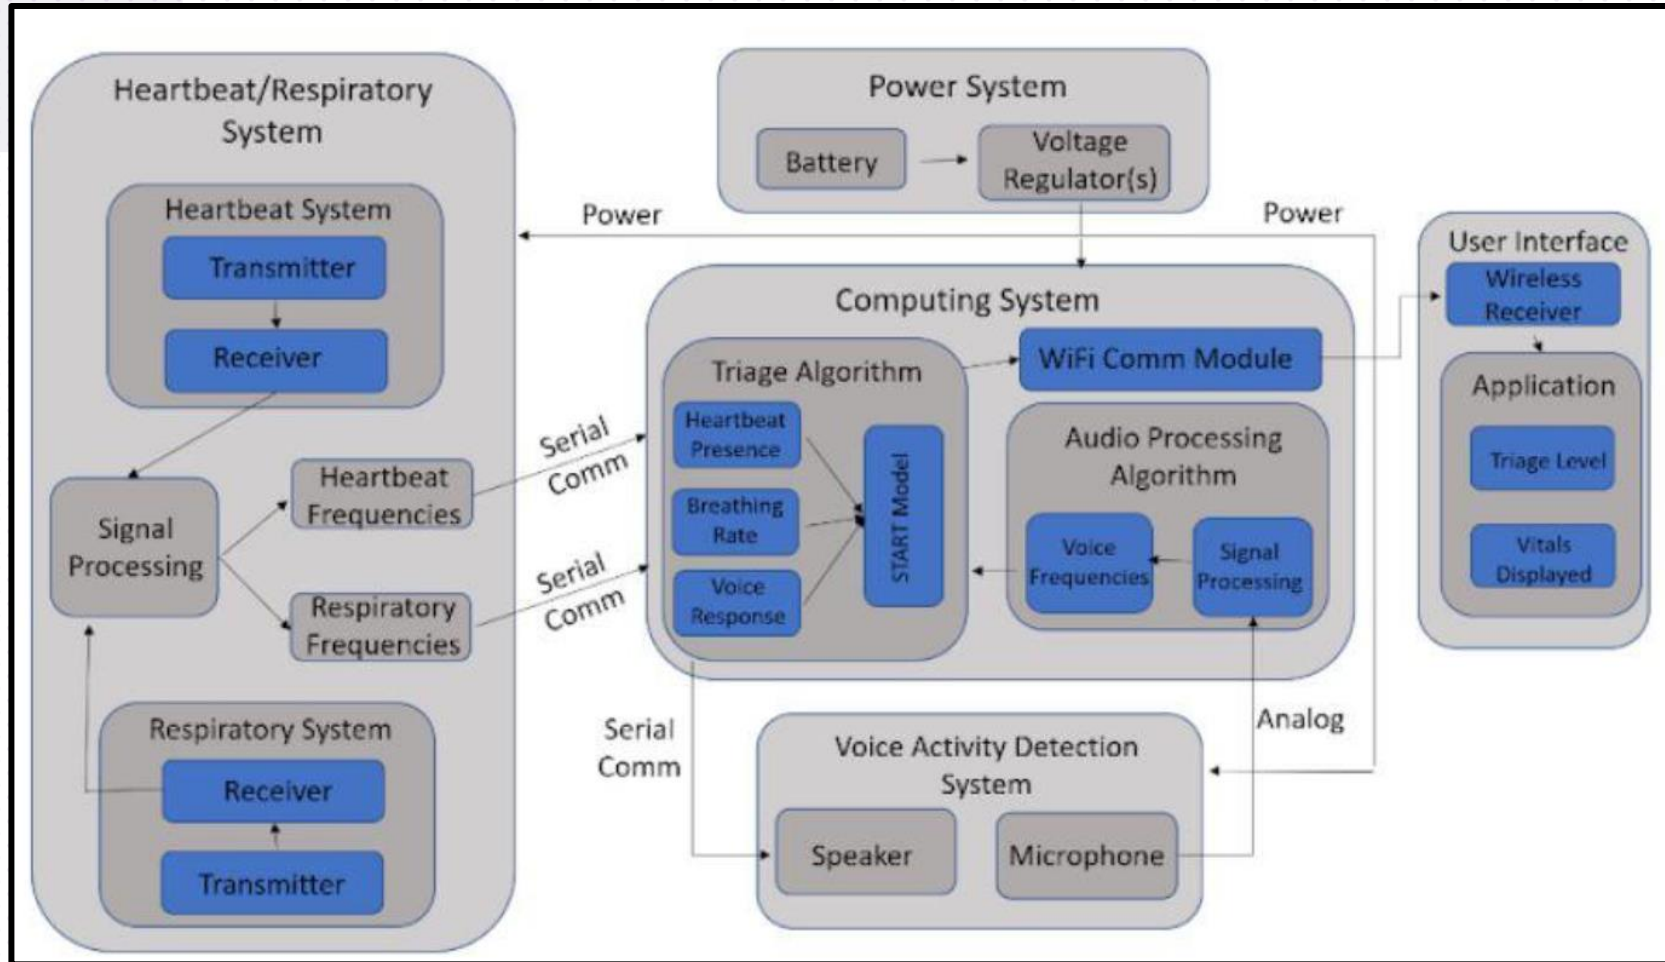 Heartbeat/Respiratory
System
Heartbeat System
Transmitter
Receiver
Signal
Processing
Heartbeat
Frequencies
Respiratory
Frequencies
Respiratory System
Receiver
Transmitter
Power
Serial
Comm
Serial
Comm
Power System
Battery
Voltage
Regulator(s)
Power
Computing System
Triage Algorithm
Heartbeat
Presence
Breathing
Rate
Voice
Response
START Model
WiFi Comm Module
Audio Processing
Algorithm
Voice
Frequencies
Signal
Processing
Serial
Comm
Analog
Voice Activity Detection
System
Speaker
Microphone
User Interface
Wireless
Receiver
Application
Triage Level
Vitals
Displayed